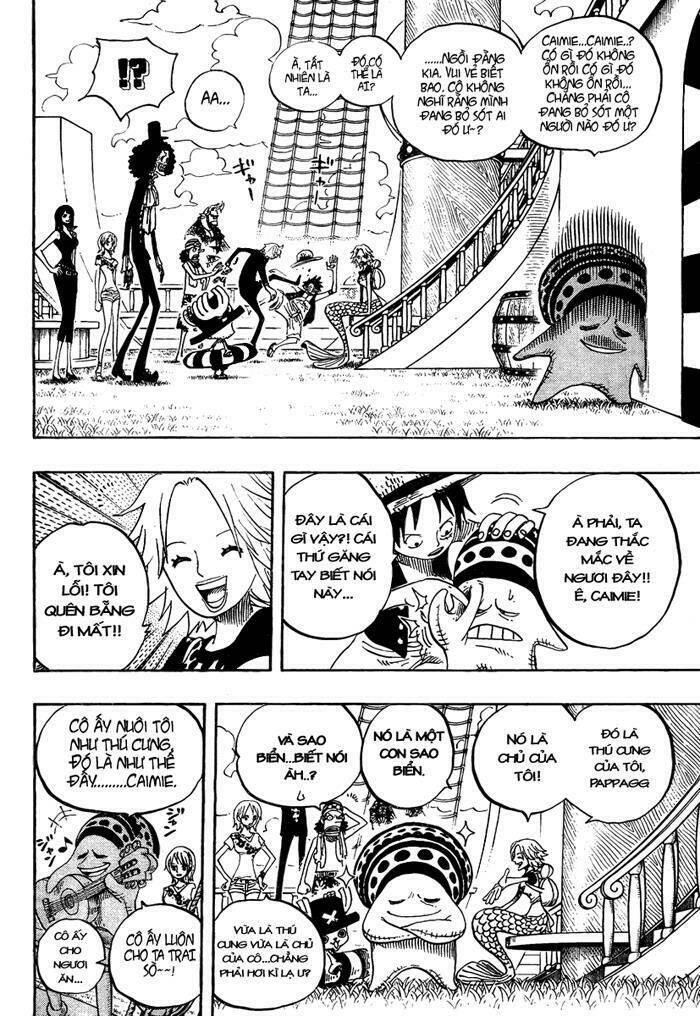 CAIMIE...CAIMIE..?
CÓ GÌ ĐÓ KHÔNG
ỔN RỒI CÓ GÌ ĐÓ
KHÔNG ỔN RỒI...
CHẲNG PHẢI CÔ
ĐANG BỎ SÓT MỘT
NGƯỜI NÀO ĐÓ Ư?
......NGỒI ĐẰNG
KIA. VUI VẺ BIẾT
BAO. CÔ KHÔNG
NGHĨ RẰNG MÌNH
ĐANG BỎ SÓT AI
ĐÓ Ư~?
ĐÓ,CÓ
THỂ LÀ
AI?
À, TẤT
NHIÊN LÀ
TA...
AA...
!?
À PHẢI, TA
ĐANG THẮC
MẮC VỀ
NGƯƠI ĐÂY!!
Ê, CAIMIE!
ĐÂY LÀ CÁI
GÌ VẬY?! CÁI
THỨ GĂNG
TAY BIẾT NÓI
NÀY...
À, TÔI XIN
LỖI! TÔI
QUÊN BẴNG
ĐI MẤT!!
ĐÓ LÀ
THÚ CƯNG
CỦA TÔI,
PAPPAGG
NÓ LÀ
CHỦ CỦA
TÔI!
NÓ LÀ MỘT
CON SAO
BIỂN.
VÀ SAO
BIỂN...BIẾT NÓI
ÀH..?
VỪA LÀ THÚ
CƯNG VỪA LÀ CHỦ
CỦA CÔ...CHẲNG
PHẢI HƠI KÌ LẠ Ư?
CÔ ẤY NUÔI TÔI
NHƯ THÚ CƯNG,
ĐÓ LÀ NHƯ THẾ
ĐẤY.........CAIMIE.
CÔ ẤY LUÔN
CHO TA TRAI
SÒ~~!
CÔ ẤY CHO
NGƯƠI
ĂN...